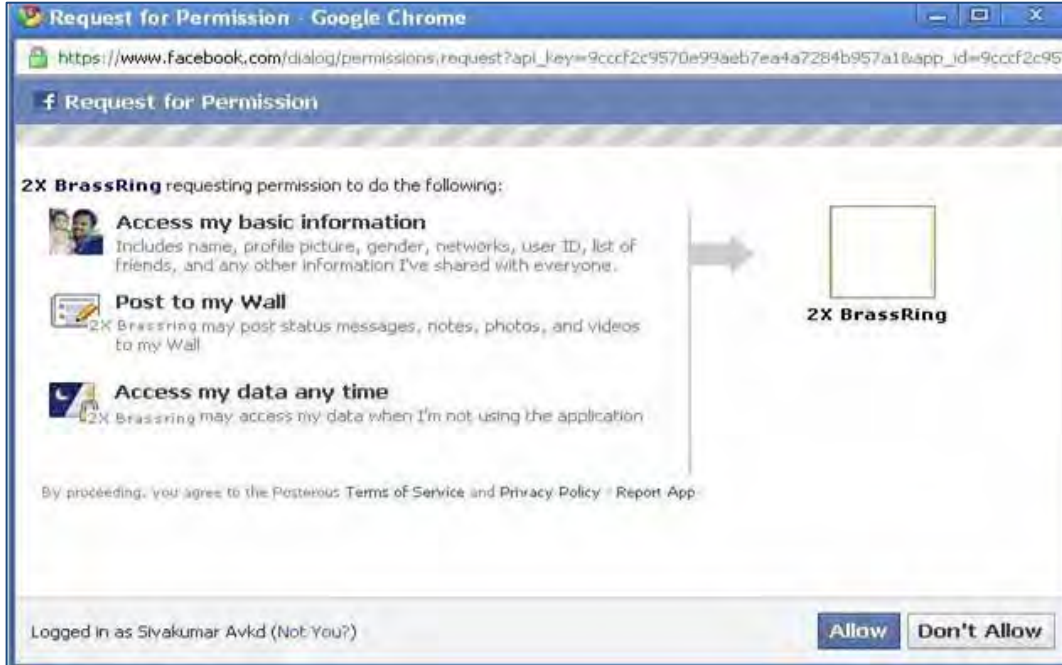 Request for Permission - Google Chrome
https://www.facebook.com/dialog/permissions.request?api_key=9cccf2c9570e99aeb7ea4a7284b957a1&app_id=9cccf2c95
f Request for Permission
2X BrassRing requesting permission to do the following:
Access my basic information
Includes name, profile picture, gender, networks, user ID, list of
friends, and any other information I've shared with everyone.
Post to my Wall
2X Brassring may post status messages, notes, photos, and videos
to my Wall
2X BrassRing
Access my data any time
2X Brassring may access my data when I'm not using the application
By proceeding, you agree to the Posterous Terms of Service and Privacy Policy · Report App
Logged in as Sivakumar Avkd (Not You?)
Allow
Don't Allow